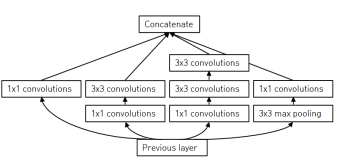 Concatenate
3x3 convolutions
1x1 convolutions
3x3 convolutions
3x3 convolutions
1x1 convolutions
1x1 convolutions
1x1 convolutions
3x3 max pooling
Previous layer